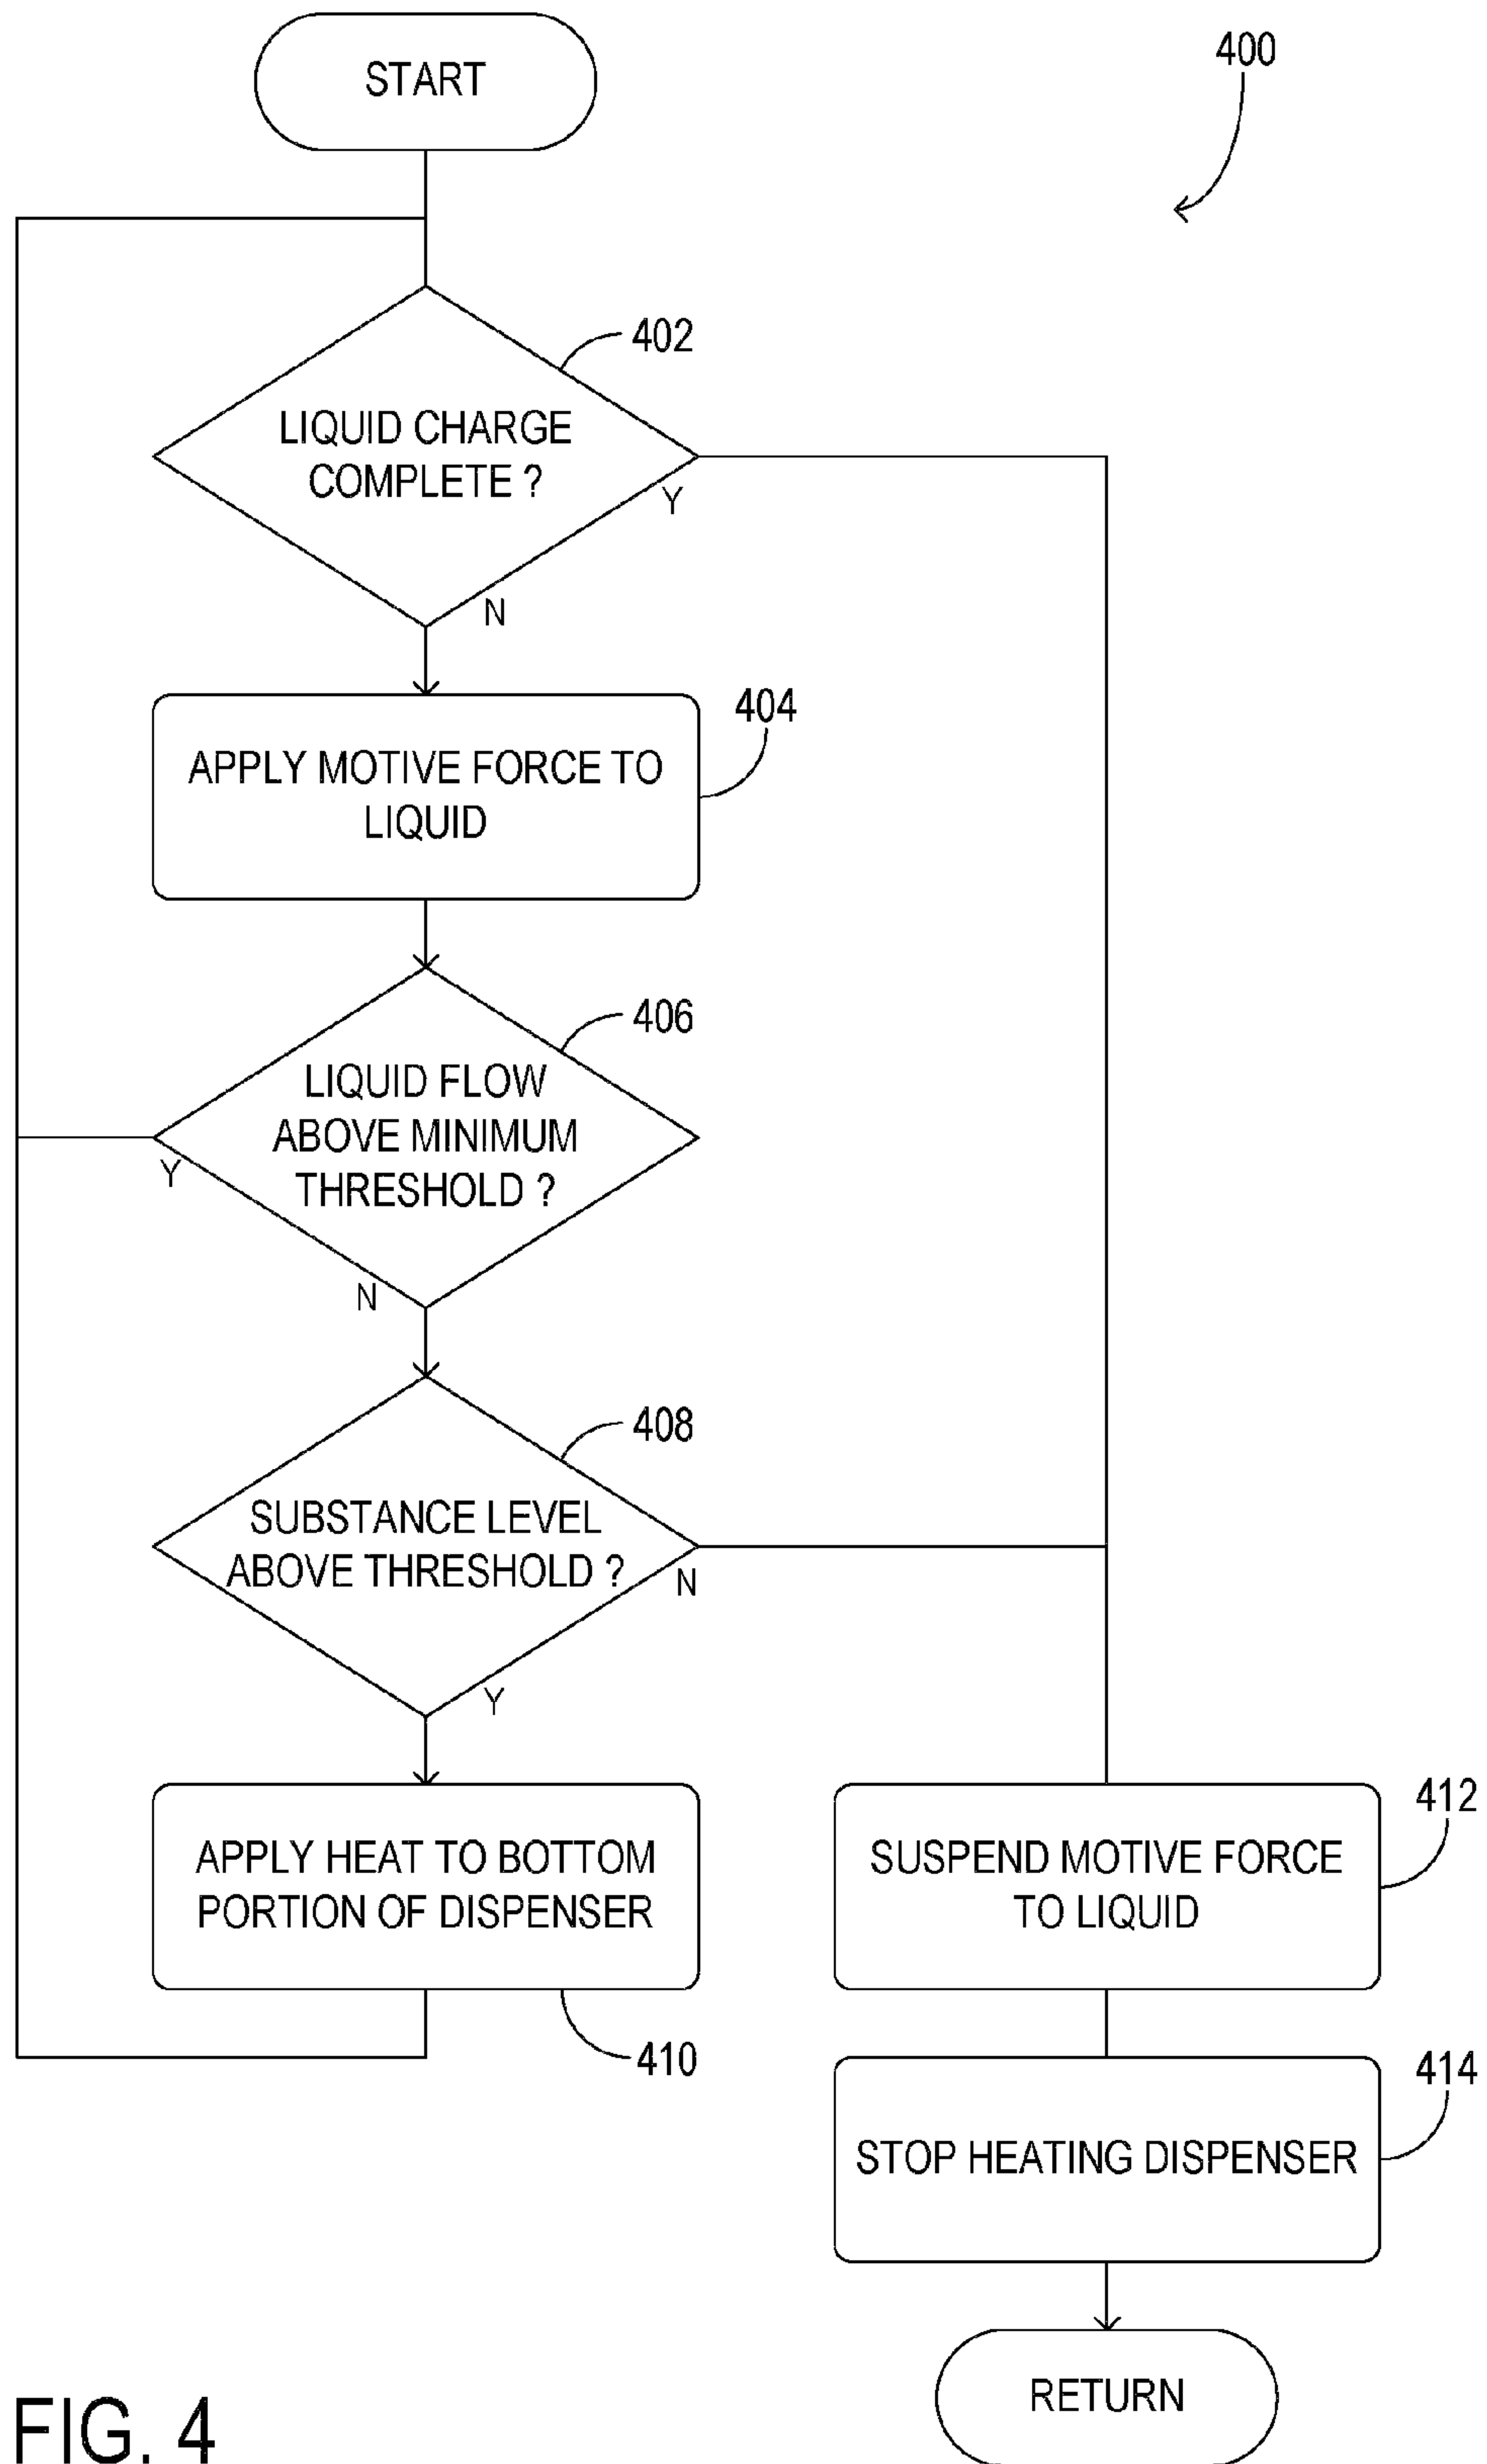 START
400
402
LIQUID CHARGE
COMPLETE ?
Y
N
404
APPLY MOTIVE FORCE TO
LIQUID
406
LIQUID FLOW
ABOVE MINIMUM
THRESHOLD ?
Y
N
408
SUBSTANCE LEVEL
ABOVE THRESHOLD ?
N
Y
APPLY HEAT TO BOTTOM
PORTION OF DISPENSER
410
412
SUSPEND MOTIVE FORCE
TO LIQUID
414
STOP HEATING DISPENSER
RETURN
FIG. 4